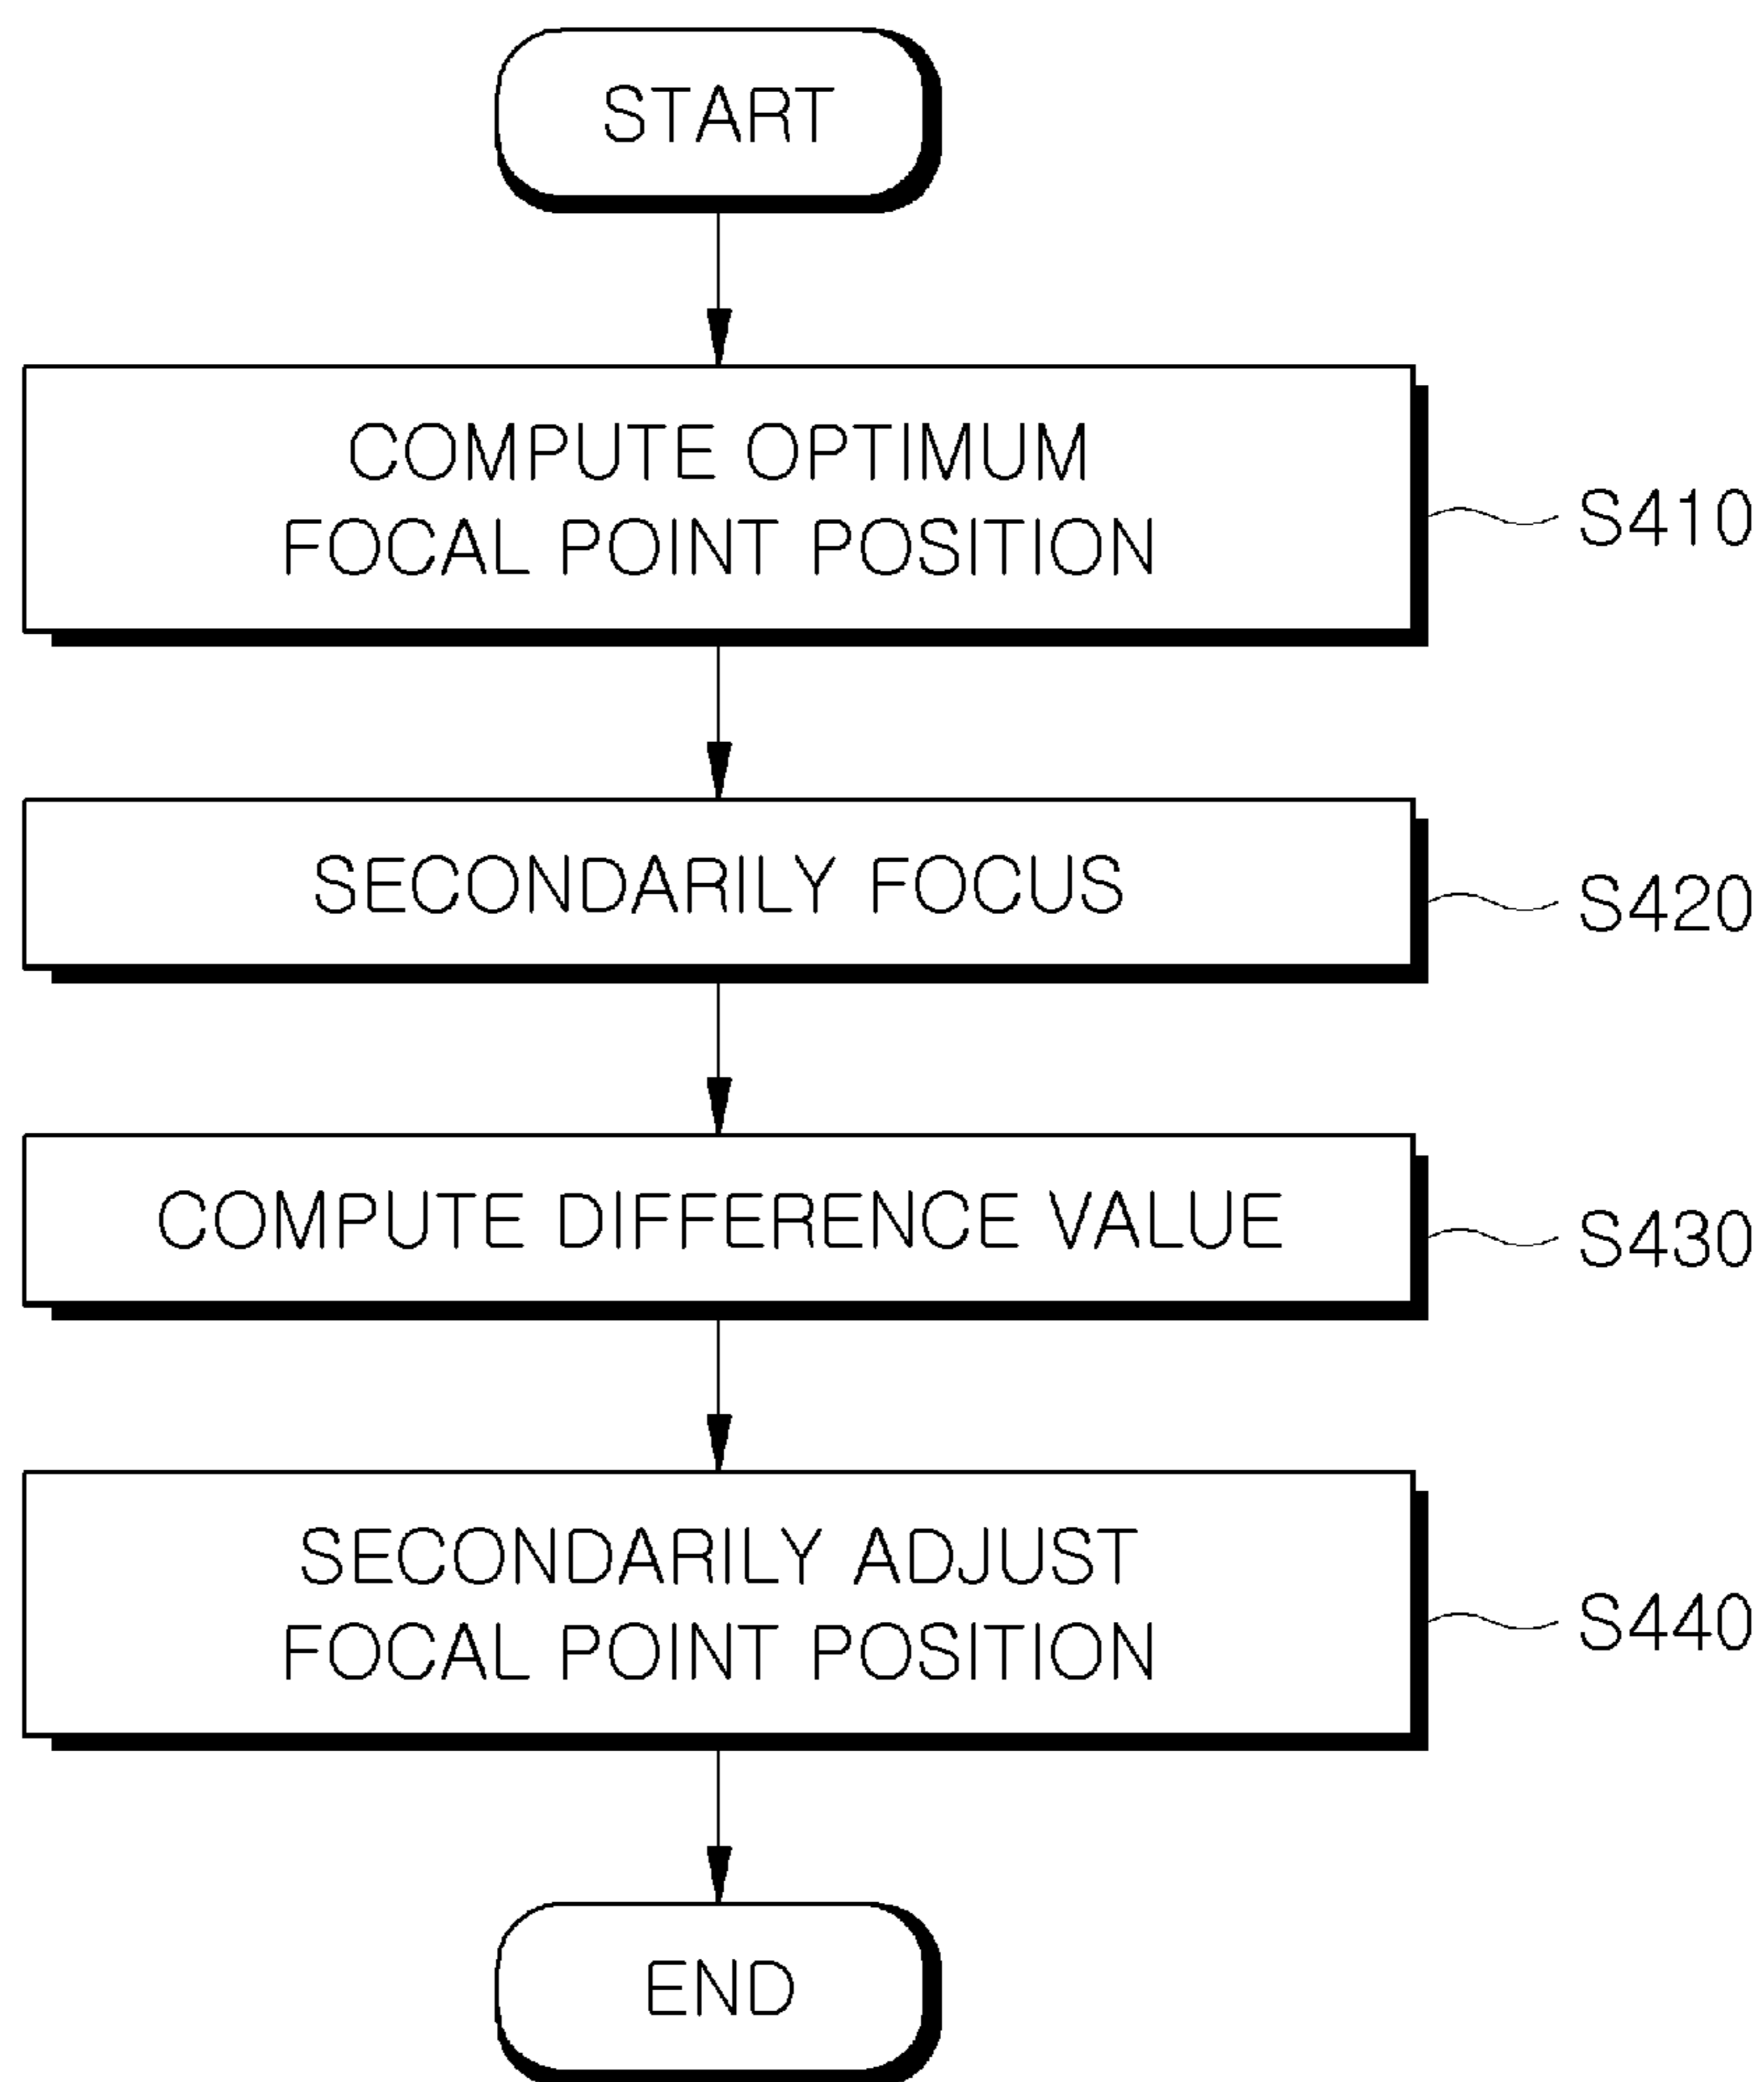 START
COMPUTE OPTIMUM
FOCAL POINT POSITION
S410
SECONDARILY FOCUS
S420
COMPUTE DIFFERENCE VALUE
S430
SECONDARILY ADJUST
FOCAL POINT POSITION
S440
END